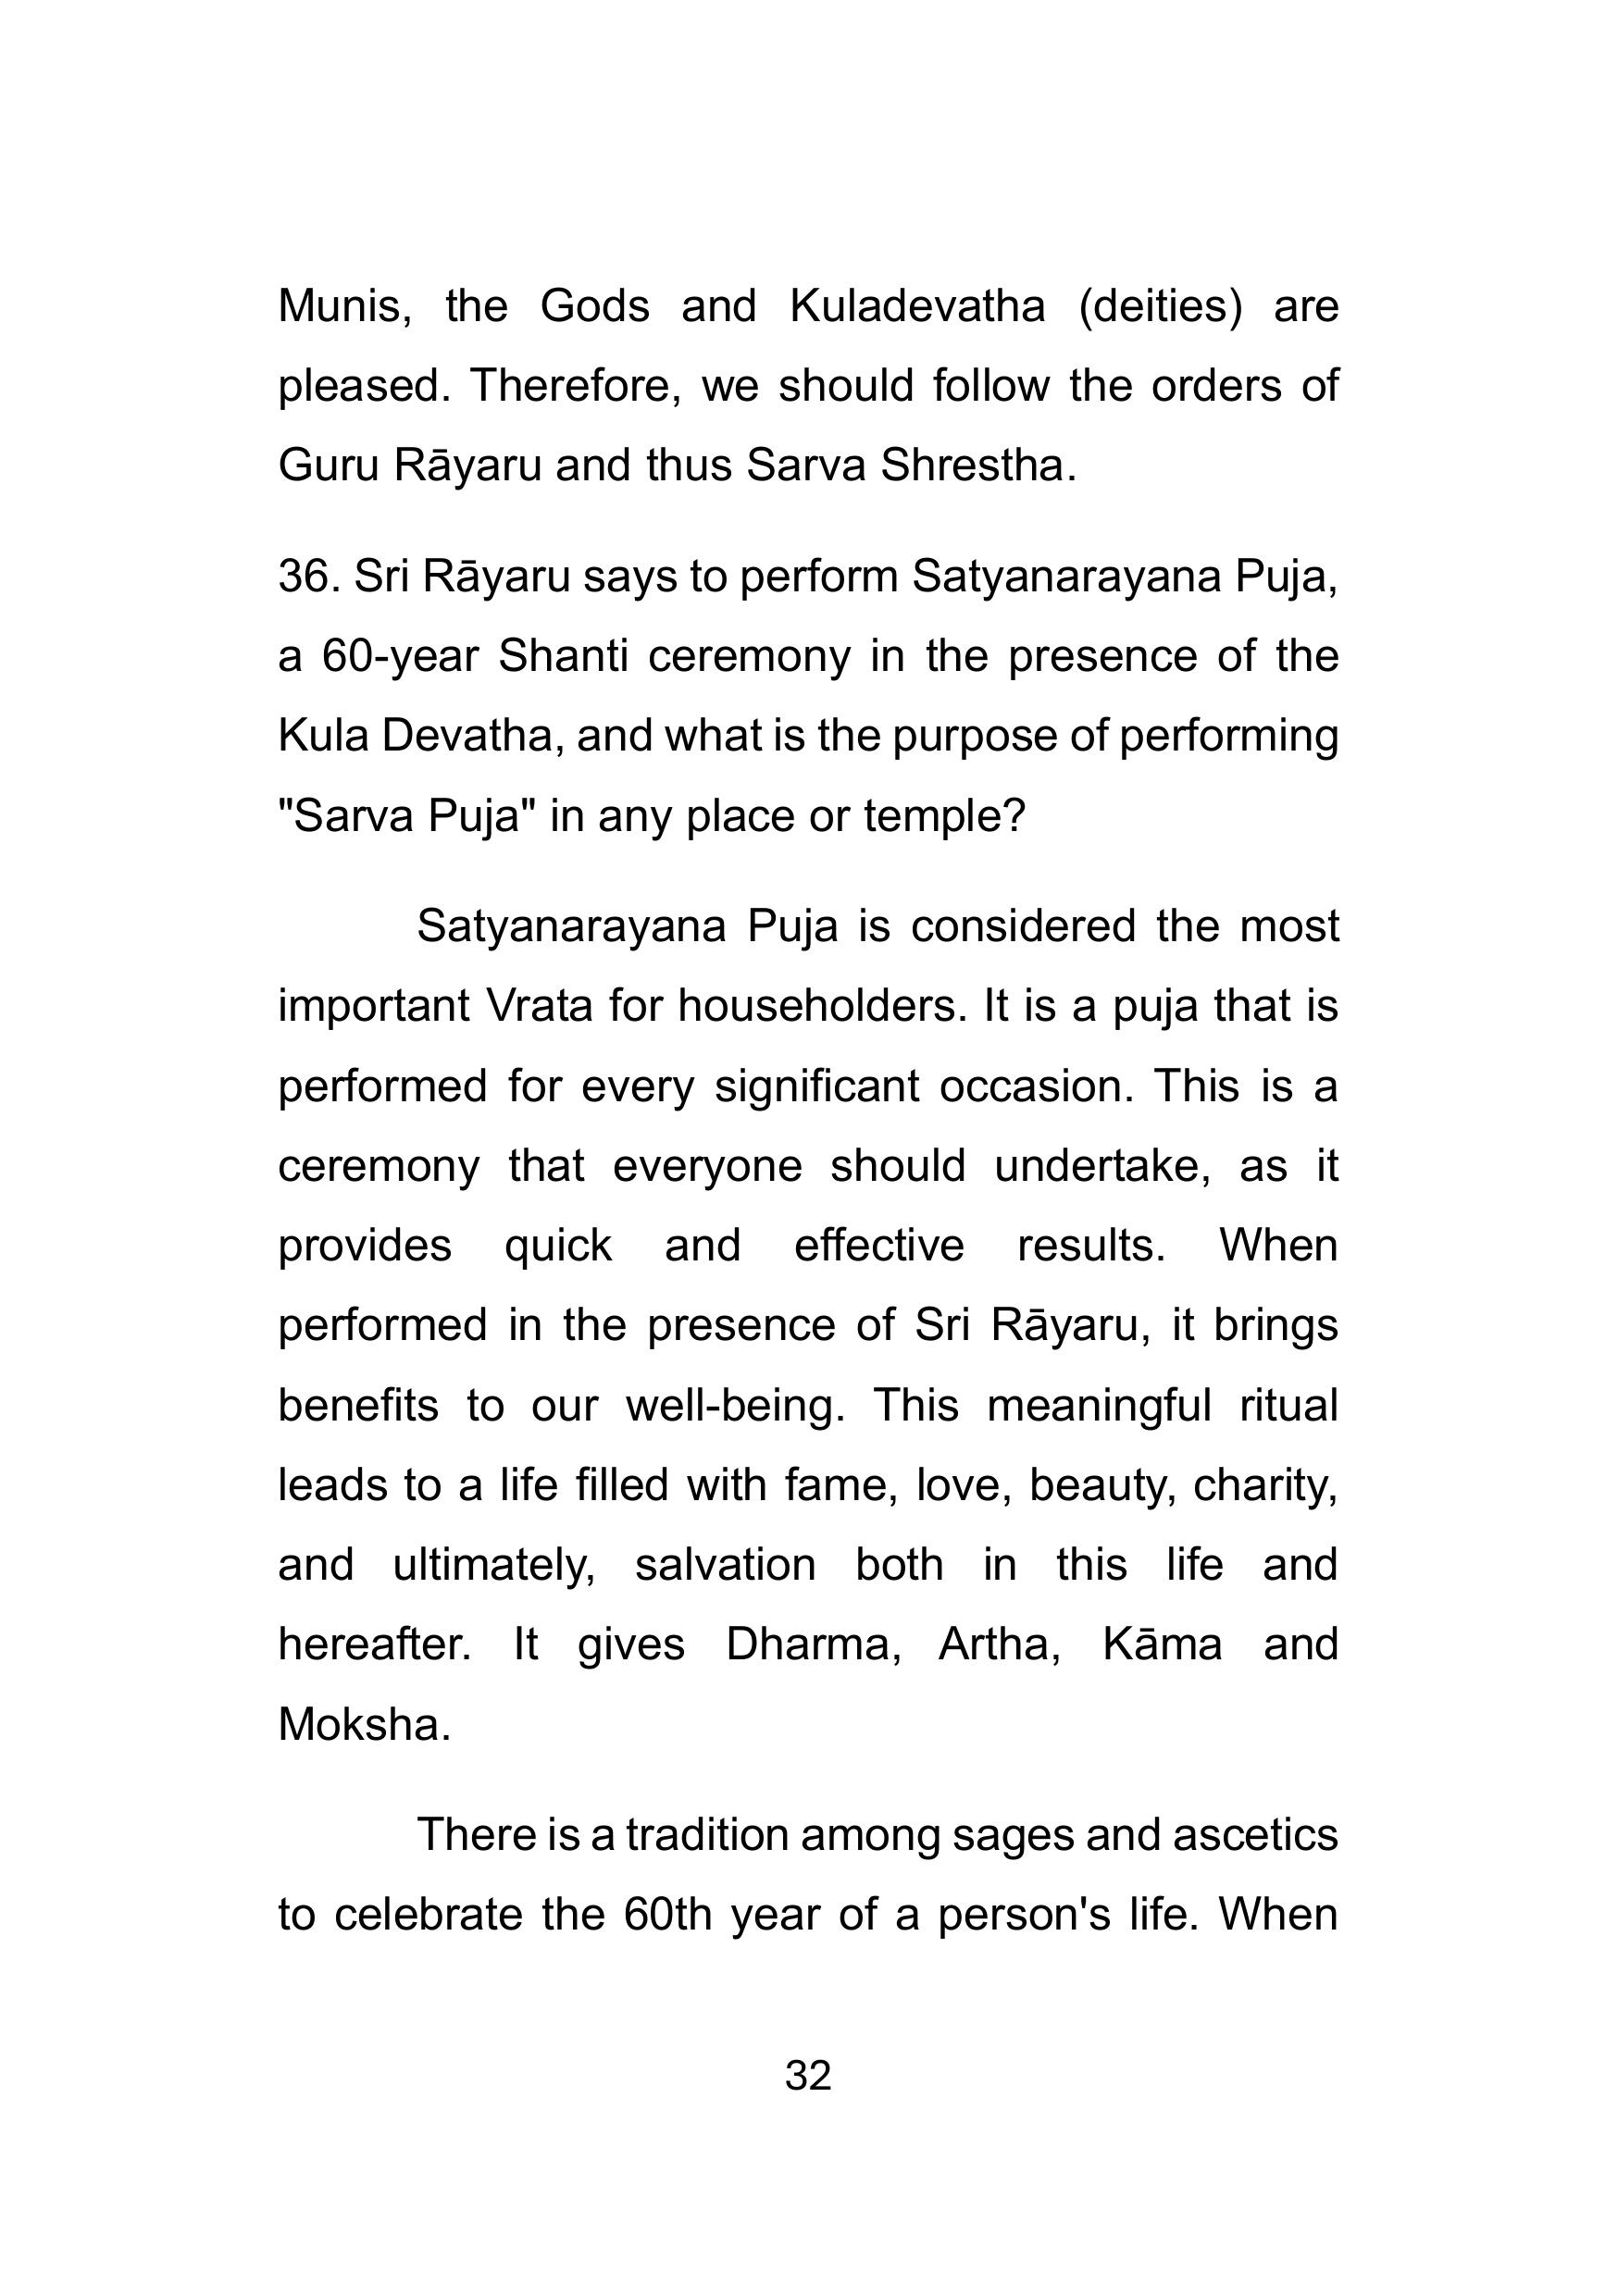 Munis, the Gods and Kuladevatha (deities) are
pleased. Therefore, we should follow the orders of
Guru Rāyaru and thus Sarva Shrestha.
36. Sri Rāyaru says to perform Satyanarayana Puja,
a 60-year Shanti ceremony in the presence of the
Kula Devatha, and what is the purpose of performing
"Sarva Puja" in any place or temple?
Satyanarayana Puja is considered the most
important Vrata for householders. It is a puja that is
performed for every significant occasion. This is a
ceremony that everyone should undertake, as it
provides quick and effective results. When
performed in the presence of Sri Rāyaru, it brings
benefits to our well-being. This meaningful ritual
leads to a life filled with fame, love, beauty, charity,
and ultimately, salvation both in this life and
hereafter. It gives Dharma, Artha, Kāma and
Moksha.
There is a tradition among sages and ascetics
to celebrate the 60th year of a person's life. When
32